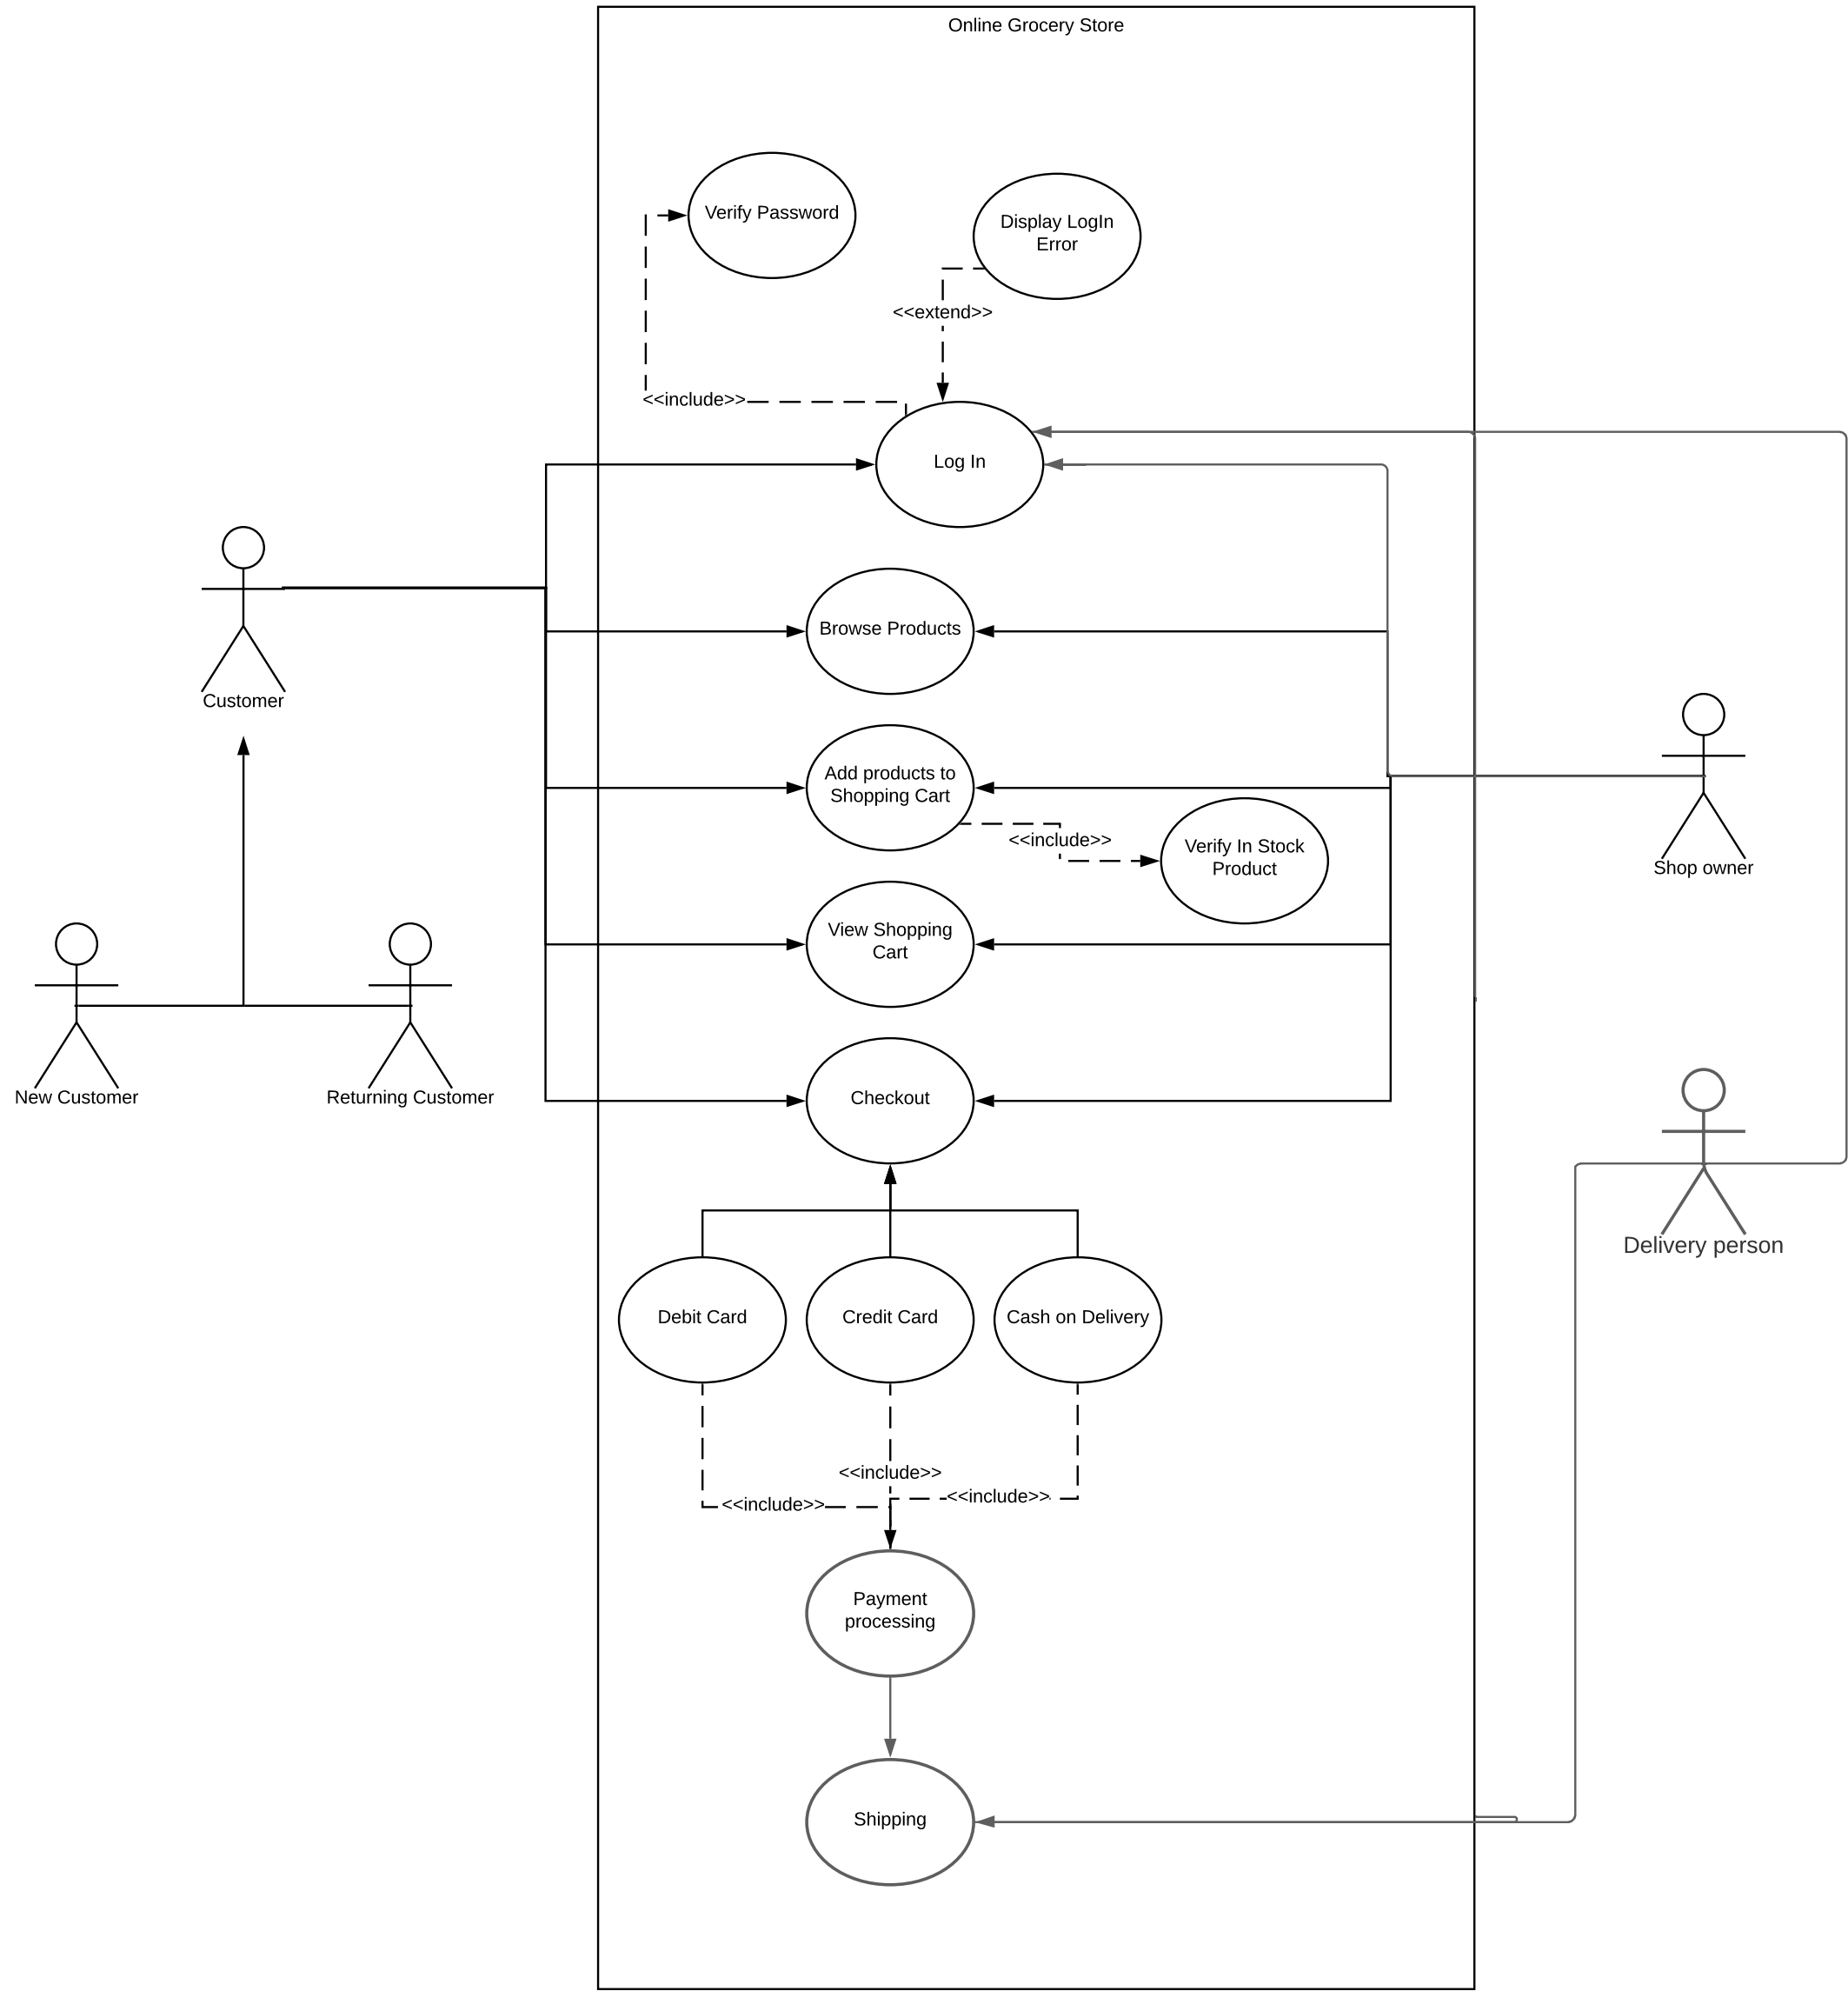 Online Grocery Store
Verify Password
Display LogIn
Error
<<extend>>
<<include>>
Log In
Customer
Browse Products
Add products to
Shopping Cart
<<include>>
Verify In Stock
Product
Shop owner
View Shopping
Cart
New Customer
Returning Customer
Checkout
Delivery person
Debit Card
Credit Card
Cash on Delivery
<<include>>
<<include>>
<<include>>
Payment
processing
Shipping